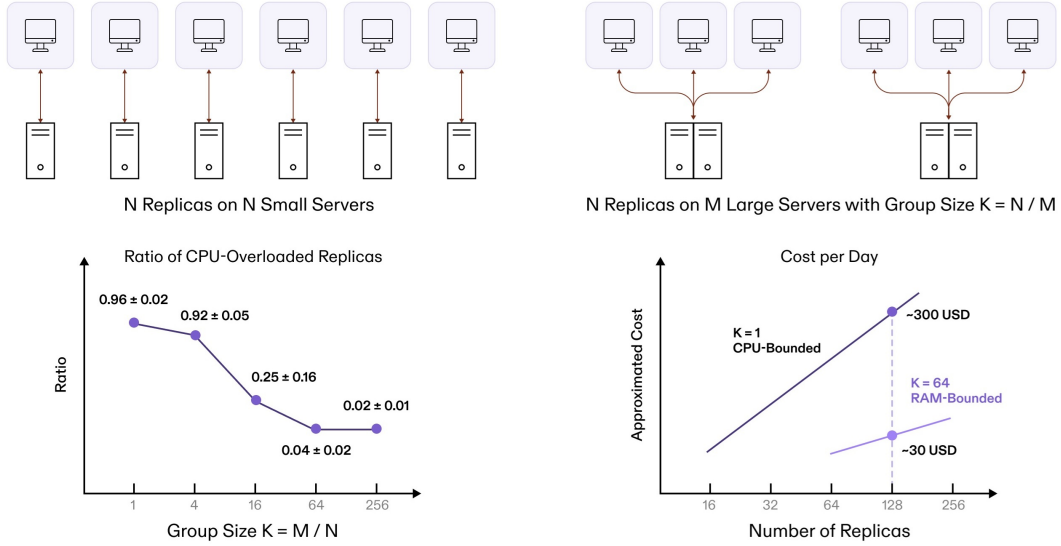 N Replicas on N Small Servers
N Replicas on M Large Servers with Group Size K = N / M
Ratio of CPU-Overloaded Replicas
0.96 ± 0.02
0.92 ± 0.05
0.25 ± 0.16
0.02 ± 0.01
0.04 ± 0.02
Ratio
1
4
16
64
256
Group Size K = M / N
Cost per Day
~300 USD
K = 1
CPU-Bounded
K = 64
RAM-Bounded
~30 USD
Approximated Cost
16
32
64
128
256
Number of Replicas